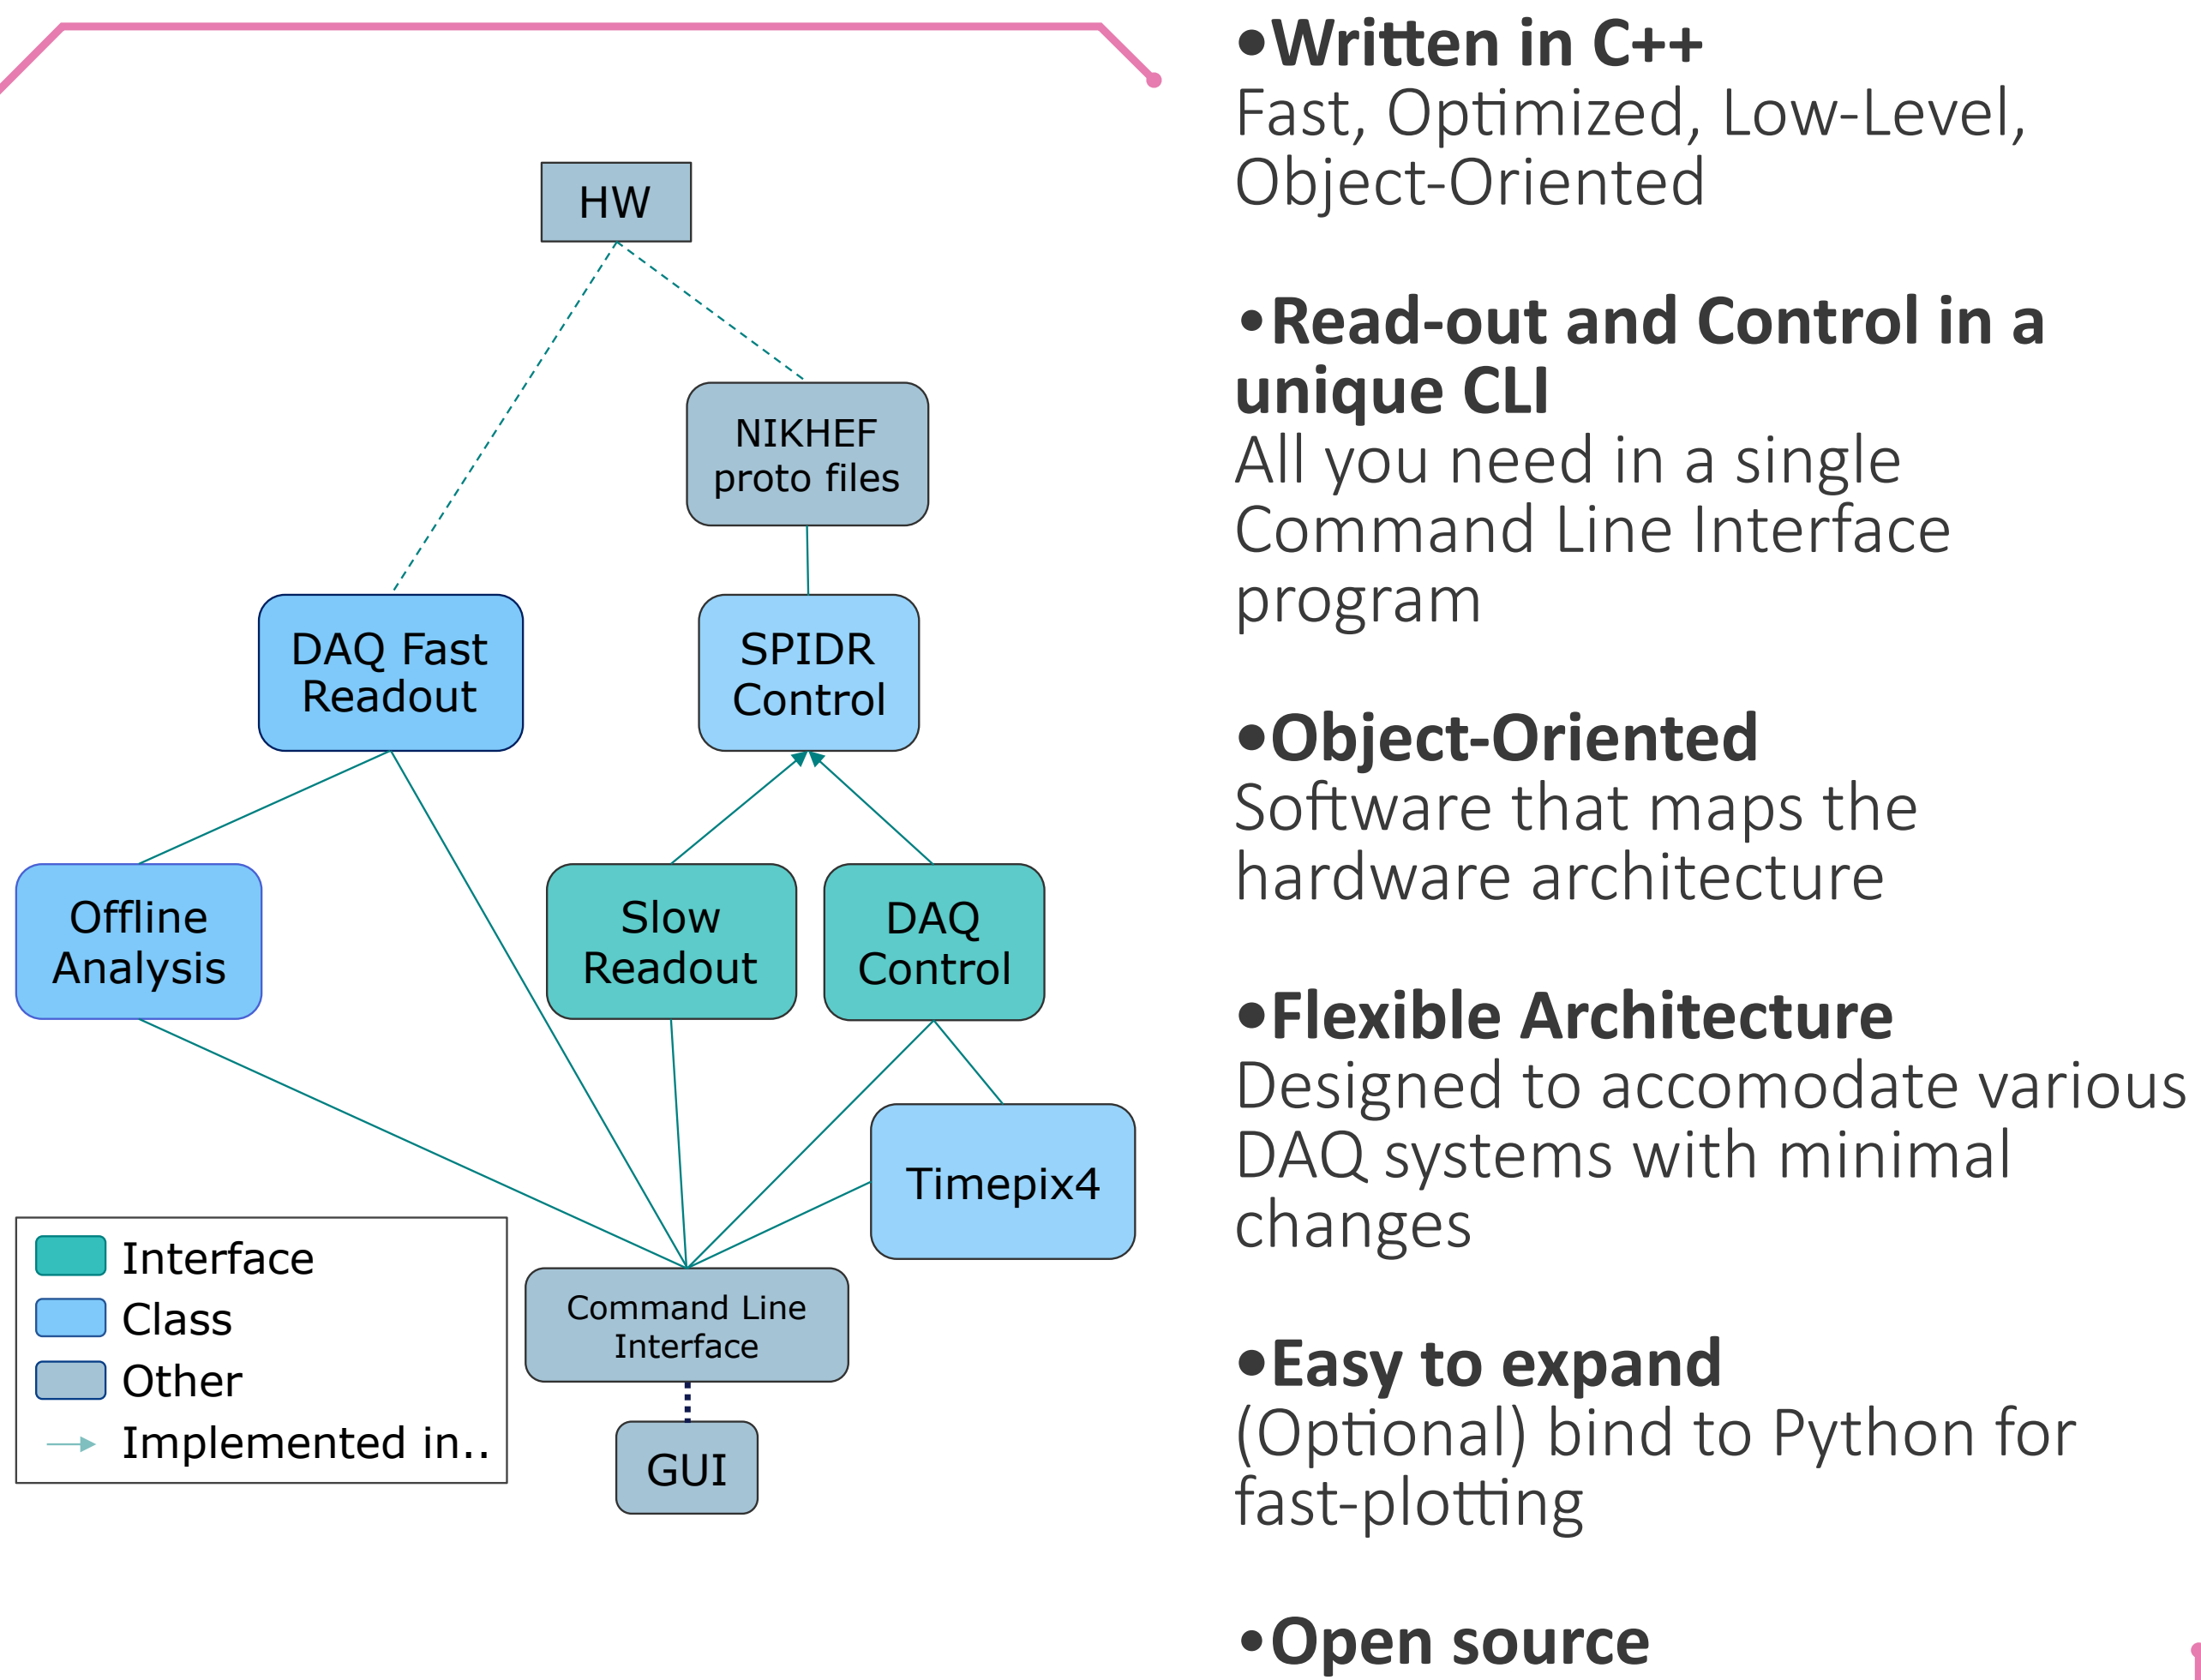 HW
NIKHEF
proto files
DAQ Fast
Readout
SPIDR
Control
Offline
Analysis
Slow
Readout
DAQ
Control
Timepix4
Command Line
Interface
GUI
Interface
Class
Other
Implemented in..
•Written in C++
Fast, Optimized, Low-Level,
Object-Oriented
•Read-out and Control in a
unique CLI
All you need in a single
Command Line Interface
program
•Object-Oriented
Software that maps the
hardware architecture
•Flexible Architecture
Designed to accomodate various
DAQ systems with minimal
changes
•Easy to expand
(Optional) bind to Python for
fast-plotting
•Open source